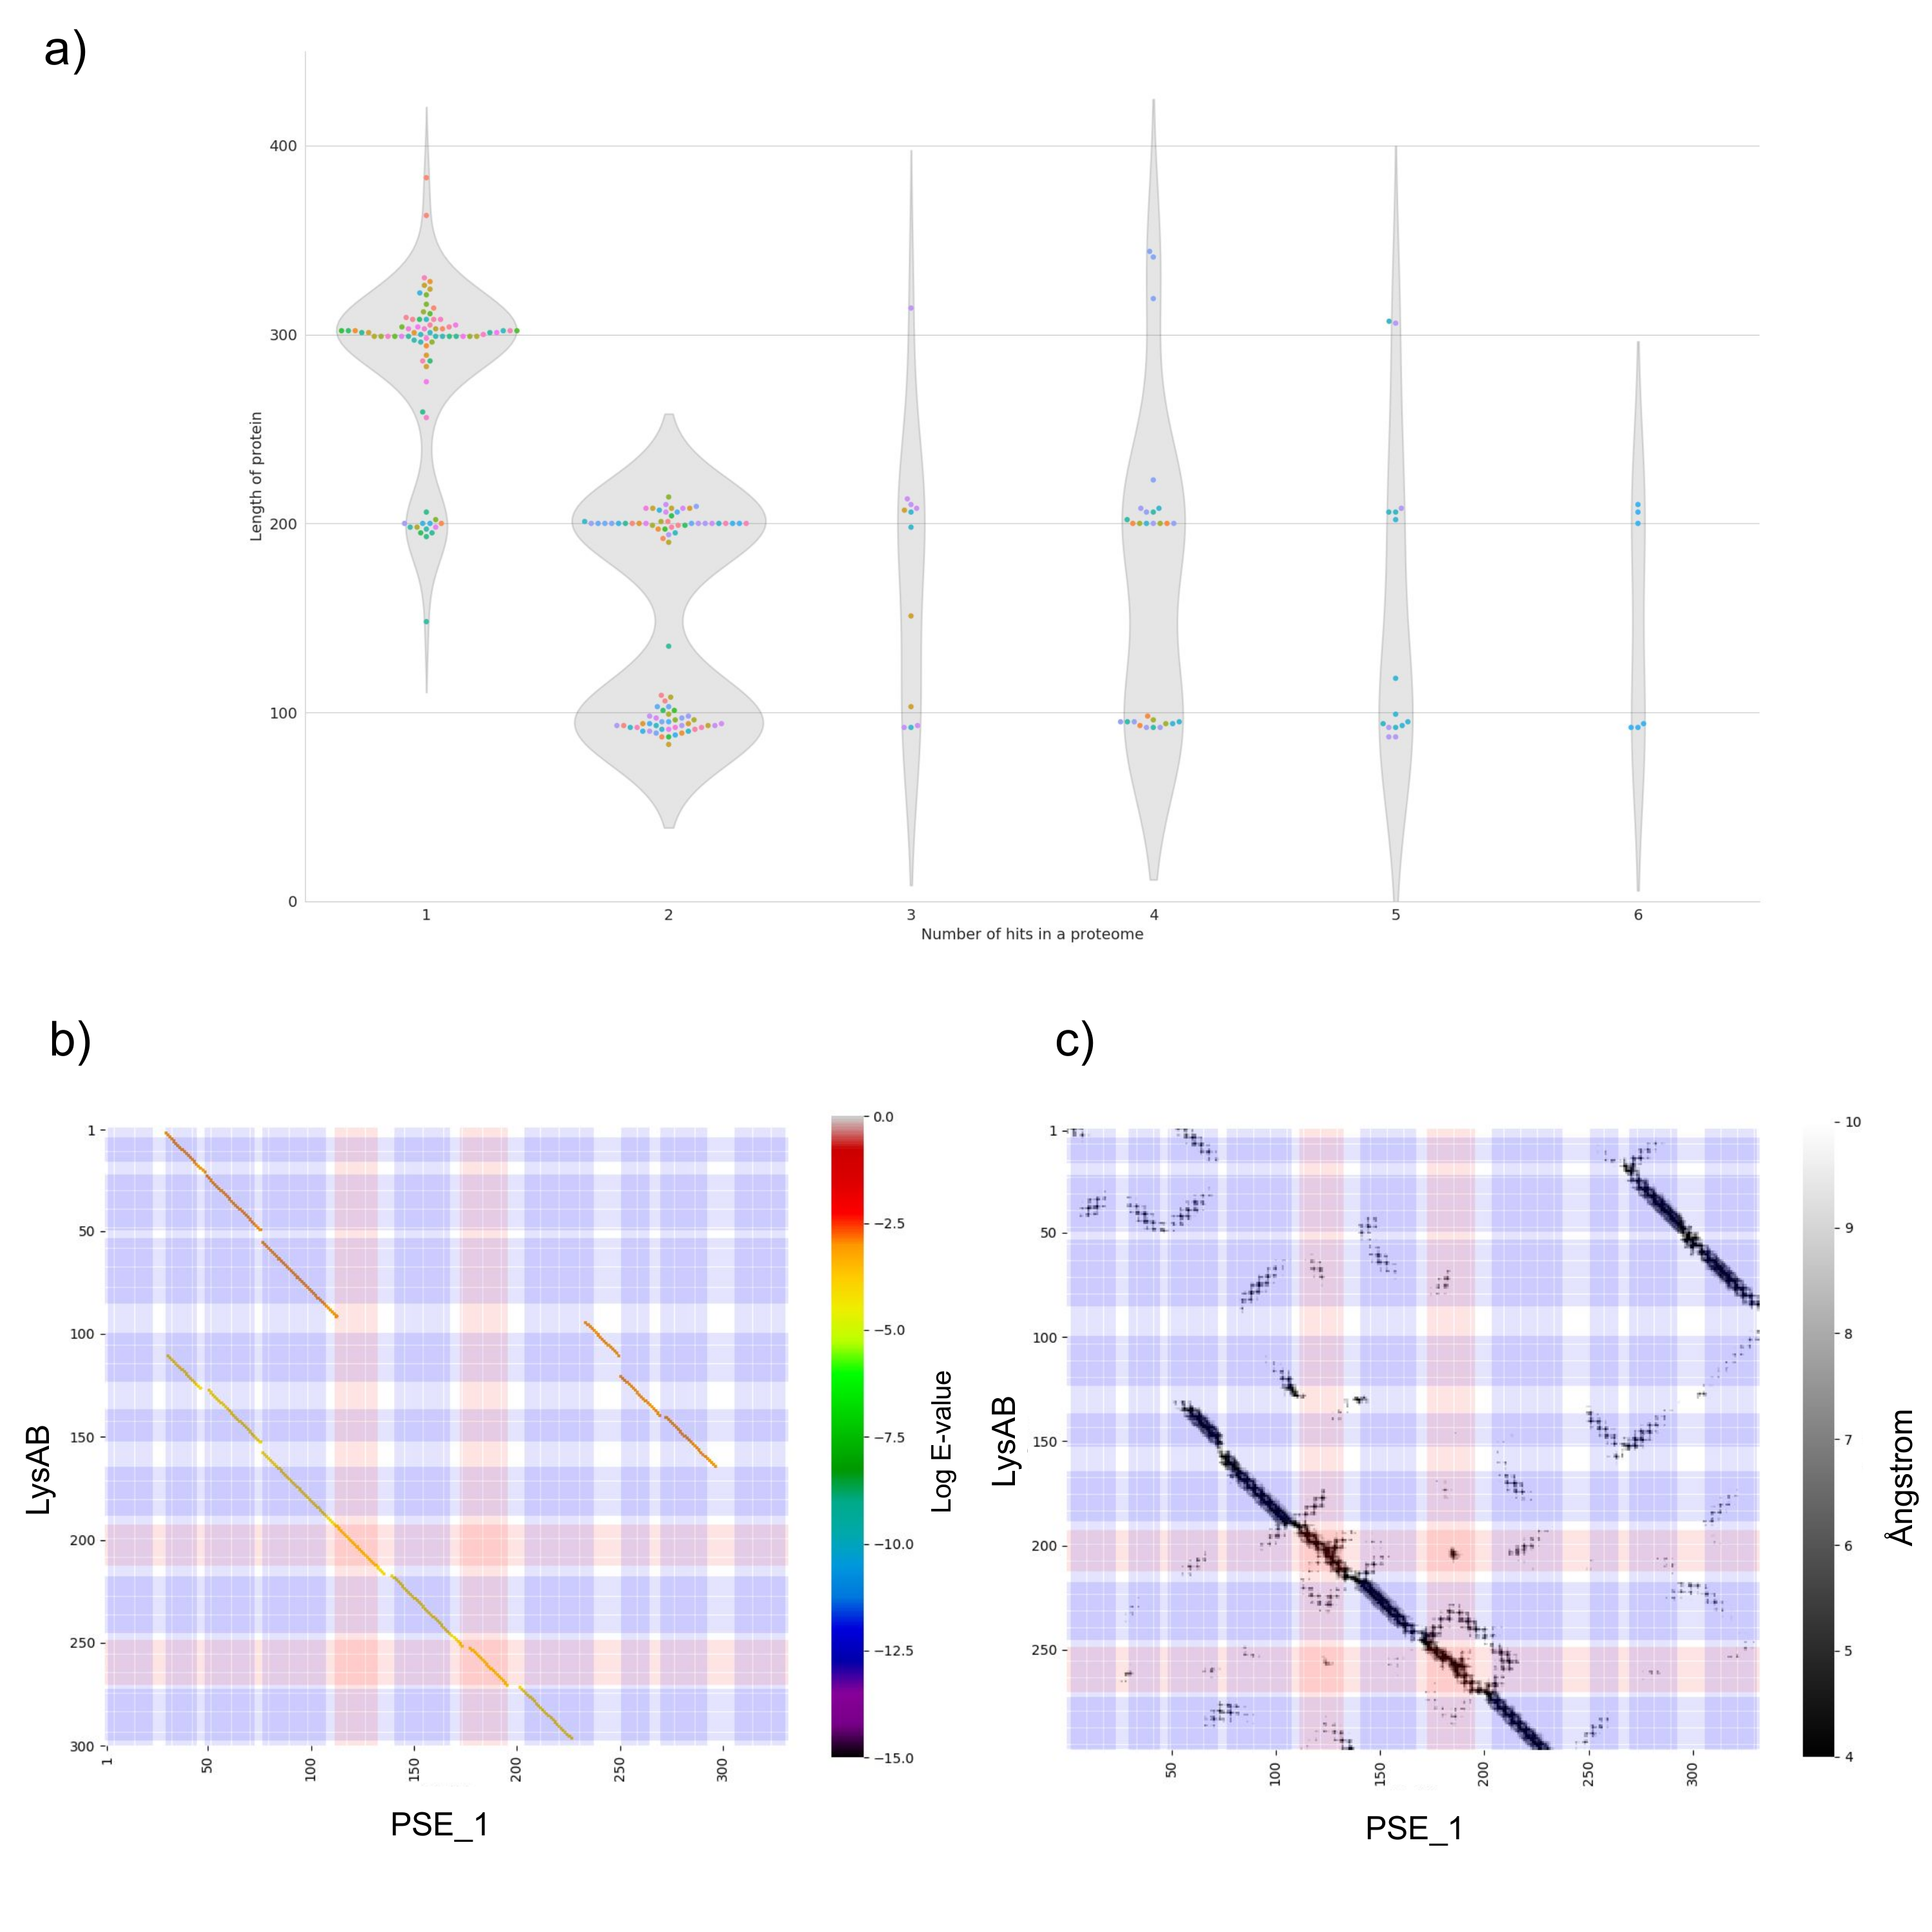 a)
400
300
200
100
0
Length of protein
1 2 3 4 5 6
Number of hits in a proteome
b)
1
50
100
150
200
250
300
LysAB
1 50 100 150 200 250 300
PSE_1
0.0
−2.5
−5.0
−7.5
−10.0
−12.5
−15.0
Log E-value
c)
1
50
100
150
200
250
LysAB
50 100 150 200 250 300
PSE_1
10
9
8
7
6
5
4
Ångstrom